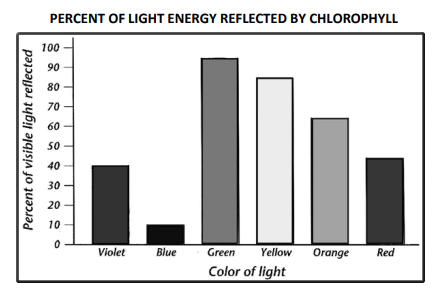 PERCENT OF LIGHT ENERGY REFLECTED BY CHLOROPHYLL
Percent of visible light reflected
100
90
80
70
60
50
40
30
20
10
0
Violet Blue Green Yellow Orange Red
Color of light